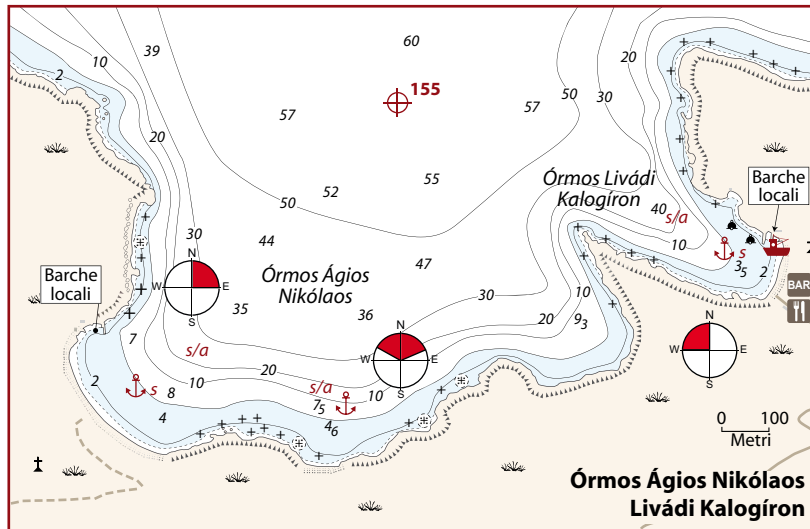 60
39
10
2
20
50
30
20
155
57
57
52
55
50
Órmos Livádi
Kalogíron
Barche
locali
40
s/a
10
s
3 5
2
30
44
47
Órmos Ágios
Nikólaos
N
W E
S
35
36
30
20
10
9 3
BAR
Barche
locali
7
s/a
20
10
8
s
2
4
s/a
7 5
10
4 6
N
W E
S
N
W E
S
0 100
Metri
Órmos Ágios Nikólaos
Livádi Kalogíron